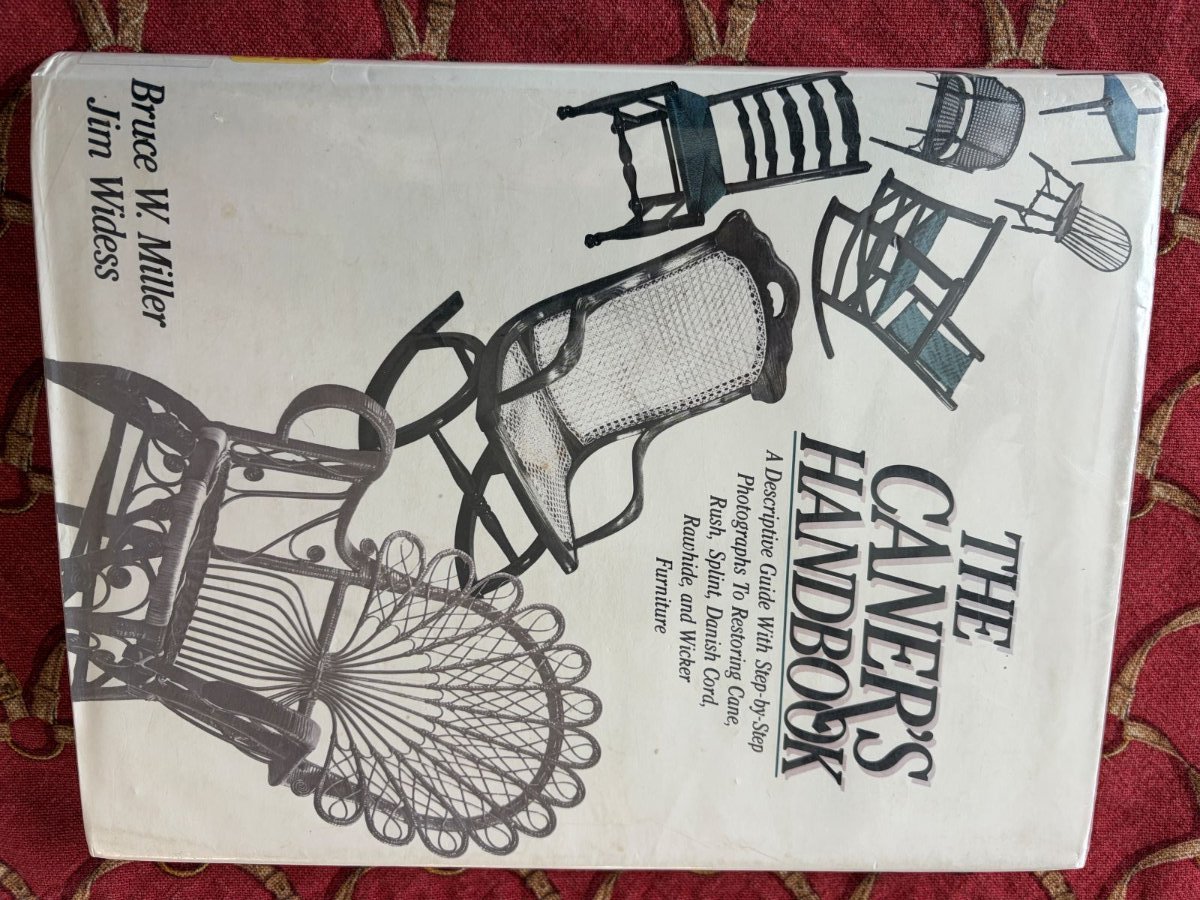 THE
CANER'S
HANDBOOK
A Descriptive Guide With Step-by-Step
Photographs To Restoring Cane,
Rush, Splint, Danish Cord,
Rawhide, and Wicker
Furniture
Bruce W. Miller
Jim Widess